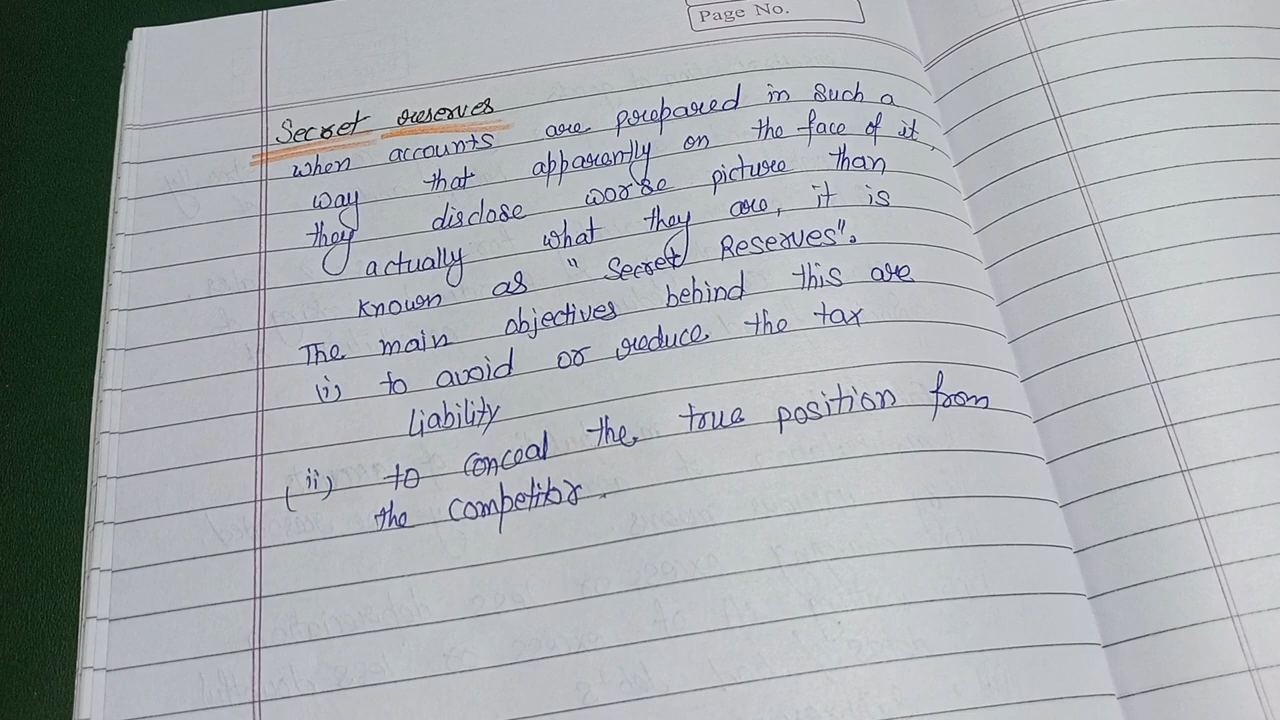 Page No.
Secret reserves
when accounts are prepared in such a
way that apparently on the face of it,
they disclose worse picture than
actually what they are, it is
known as "Secret Reserves".
The main objectives behind this are
(i) to avoid or reduce the tax
liability
(ii) to conceal the true position from
the competitor.